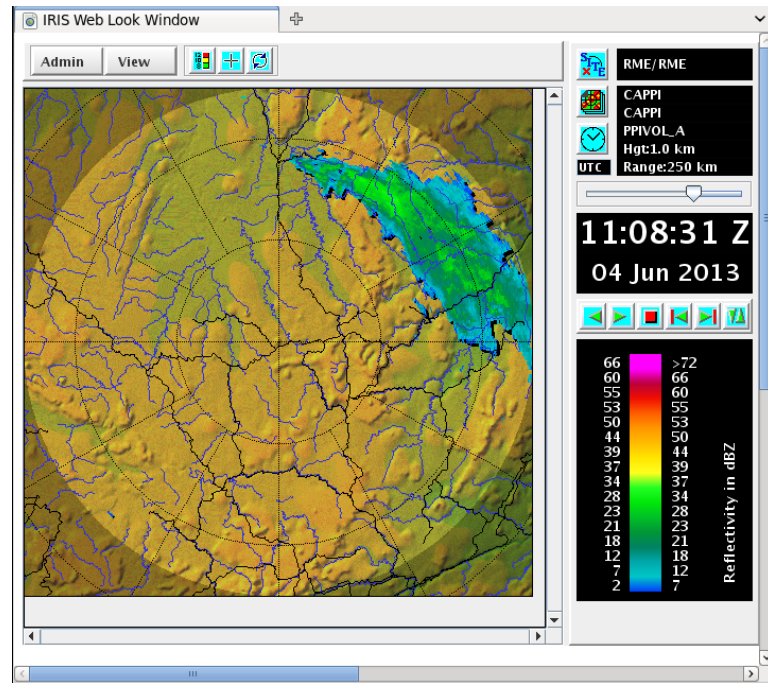 IRIS Web Look Window
Admin
View
SITE
RME/RME
CAPPI
CAPPI
PPIVOL_A
Hgt:1.0 km
UTC
Range:250 km
11:08:31 Z
04 Jun 2013
66 >72
60 66
55 60
53 55
50 53
44 50
39 44
37 39
34 37
28 34
23 28
21 23
18 21
12 18
7 12
2 7
Reflectivity in dBZ